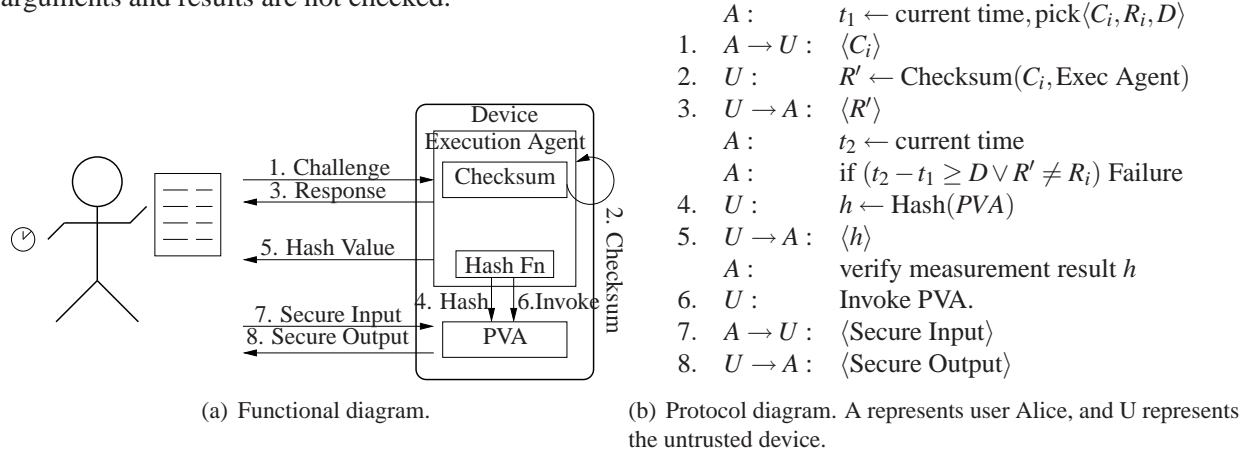 arguments and results are not checked.
Device
Execution Agent
Checksum
1. Challenge
3. Response
2. Checksum
5. Hash Value
Hash Fn
4. Hash
6.Invoke
7. Secure Input
8. Secure Output
PVA
(a) Functional diagram.
A : t₁ ← current time, pick⟨Cᵢ, Rᵢ, D⟩
1. A → U : ⟨Cᵢ⟩
2. U : R′ ← Checksum(Cᵢ, Exec Agent)
3. U → A : ⟨R′⟩
A : t₂ ← current time
A : if (t₂ − t₁ ≥ D ∨ R′ ≠ Rᵢ) Failure
4. U : h ← Hash(PVA)
5. U → A : ⟨h⟩
A : verify measurement result h
6. U : Invoke PVA.
7. A → U : ⟨Secure Input⟩
8. U → A : ⟨Secure Output⟩
(b) Protocol diagram. A represents user Alice, and U represents
the untrusted device.